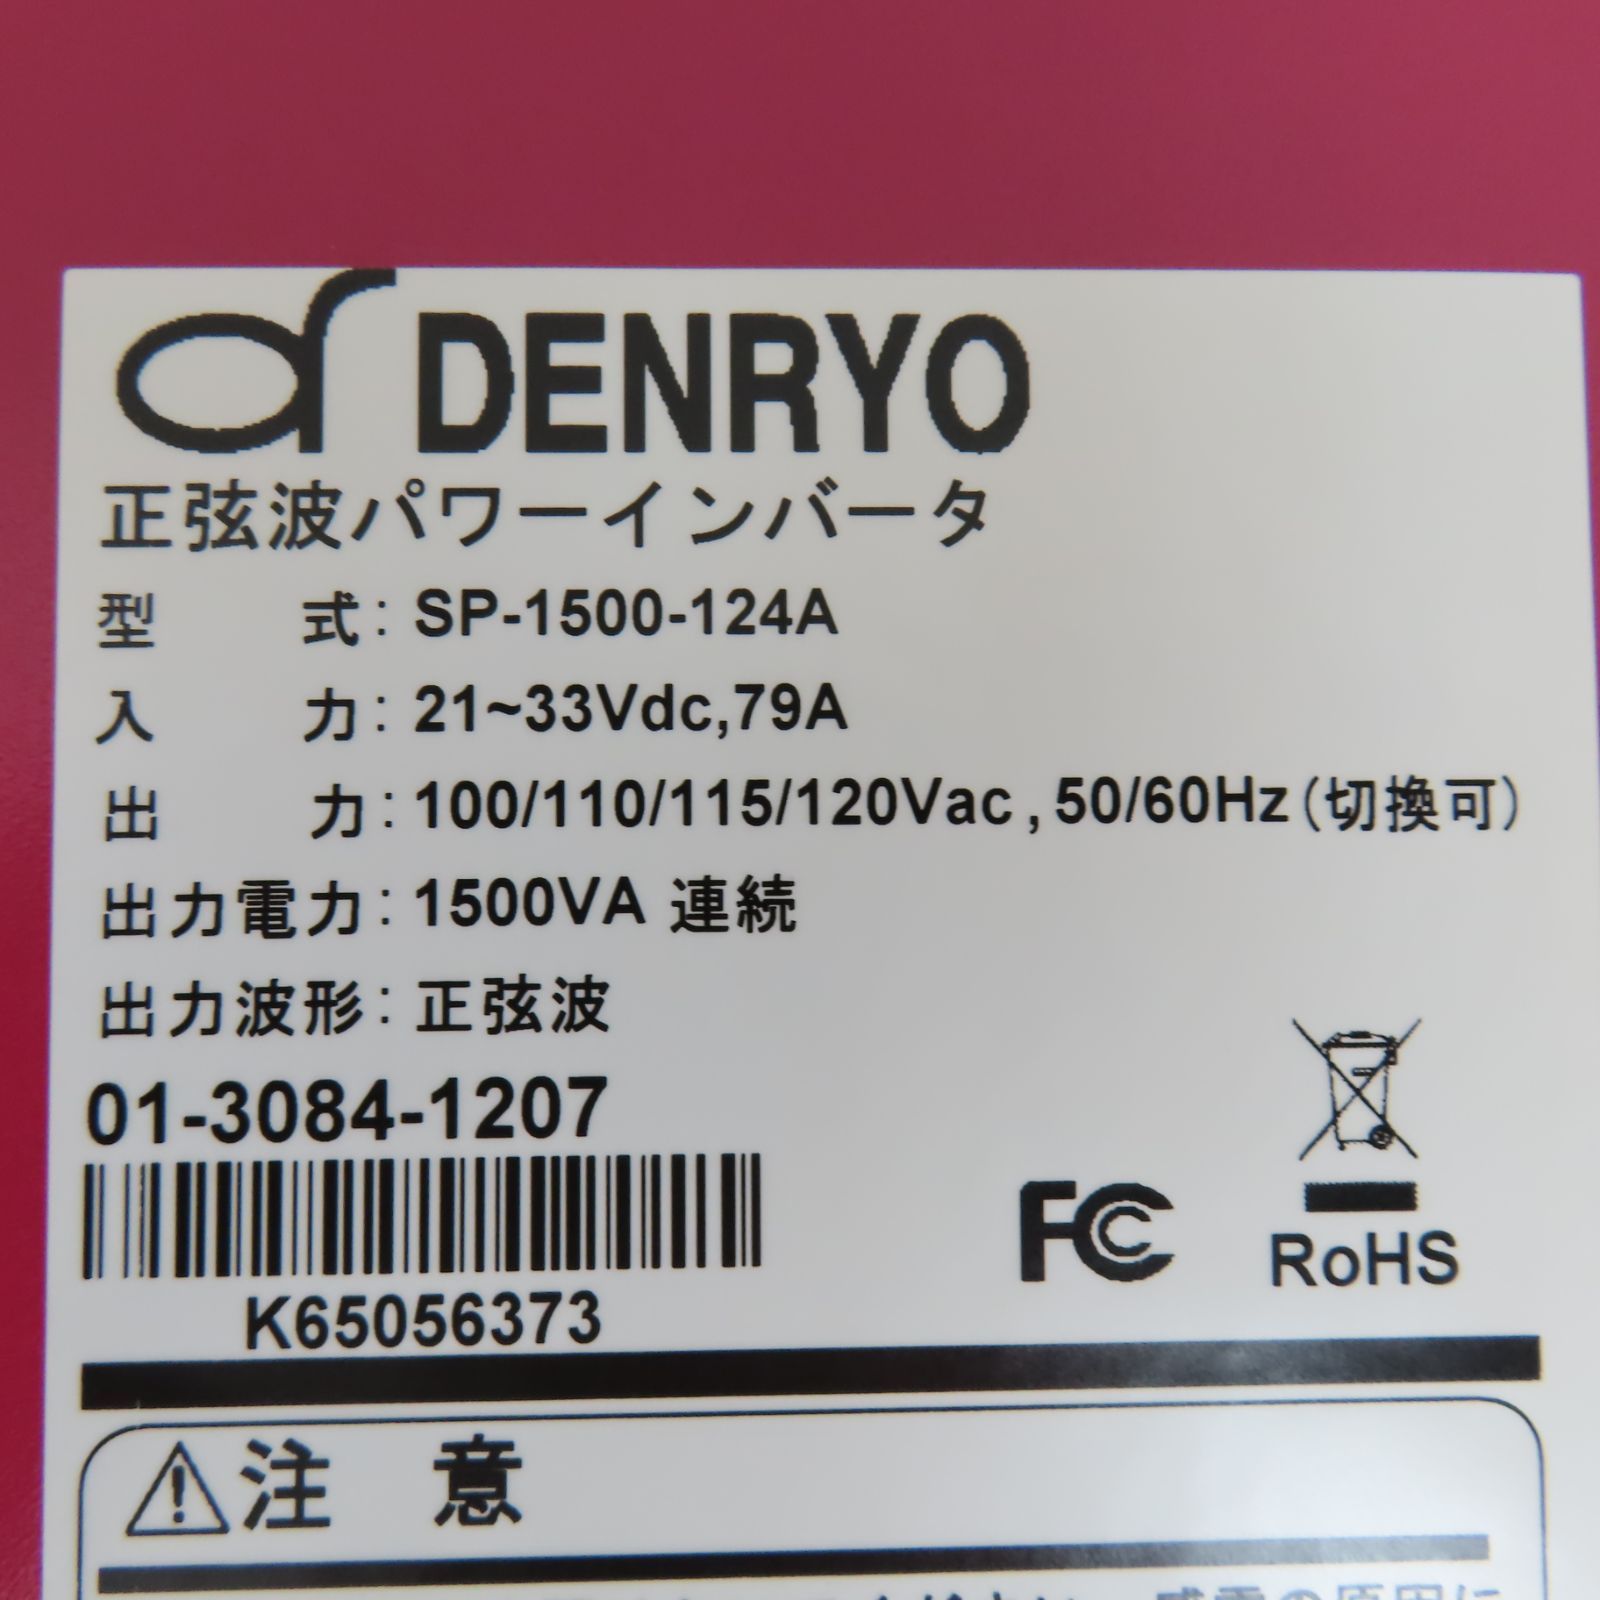 DENRYO
正弦波パワーインバータ
型 式: SP-1500-124A
入 力: 21~33Vdc,79A
出 力: 100/110/115/120Vac, 50/60Hz(切換可)
出力電力: 1500VA 連続
出力波形: 正弦波
01-3084-1207
K65056373
FC
RoHS
注 意